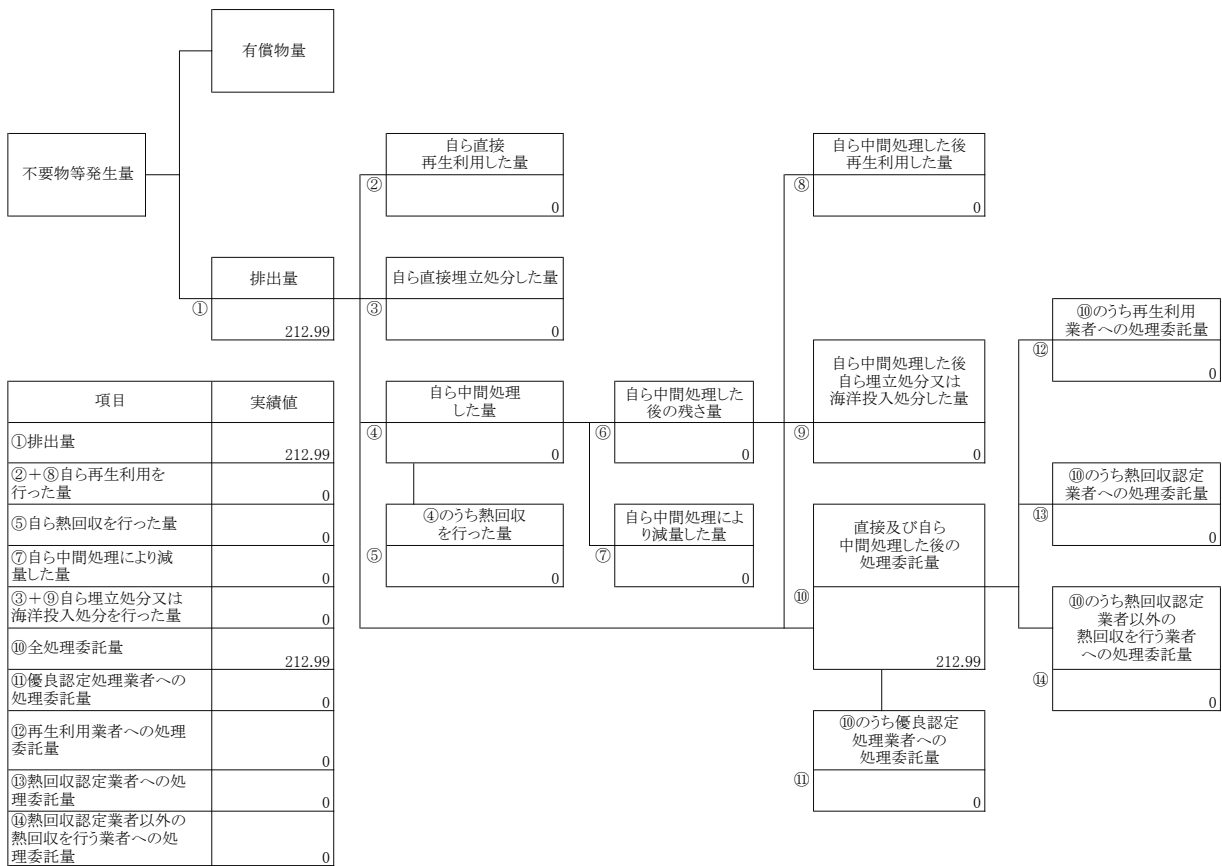 有償物量
不要物等発生量
自ら直接
再生利用した量
②
0
自ら中間処理した後
再生利用した量
⑧
0
排出量
①
212.99
自ら直接埋立処分した量
③
0
⑩のうち再生利用
業者への処理委託量
⑫
0
自ら中間処理
した量
④
0
自ら中間処理した
後の残さ量
⑥
0
自ら中間処理した後
自ら埋立処分又は
海洋投入処分した量
⑨
0
⑩のうち熱回収認定
業者への処理委託量
⑬
0
④のうち熱回収
を行った量
⑤
0
自ら中間処理によ
り減量した量
⑦
0
直接及び自ら
中間処理した後の
処理委託量
⑩
212.99
⑩のうち熱回収認定
業者以外の
熱回収を行う業者
への処理委託量
⑭
0
⑩のうち優良認定
処理業者への
処理委託量
⑪
0
項目 実績値
①排出量
212.99
②+⑧自ら再生利用を
行った量 0
⑤自ら熱回収を行った量
0
⑦自ら中間処理により減
量した量 0
③+⑨自ら埋立処分又は
海洋投入処分を行った量 0
⑩全処理委託量
212.99
⑪優良認定処理業者への
処理委託量 0
⑫再生利用業者への処理
委託量 0
⑬熱回収認定業者への処
理委託量 0
⑭熱回収認定業者以外の
熱回収を行う業者への処
理委託量 0